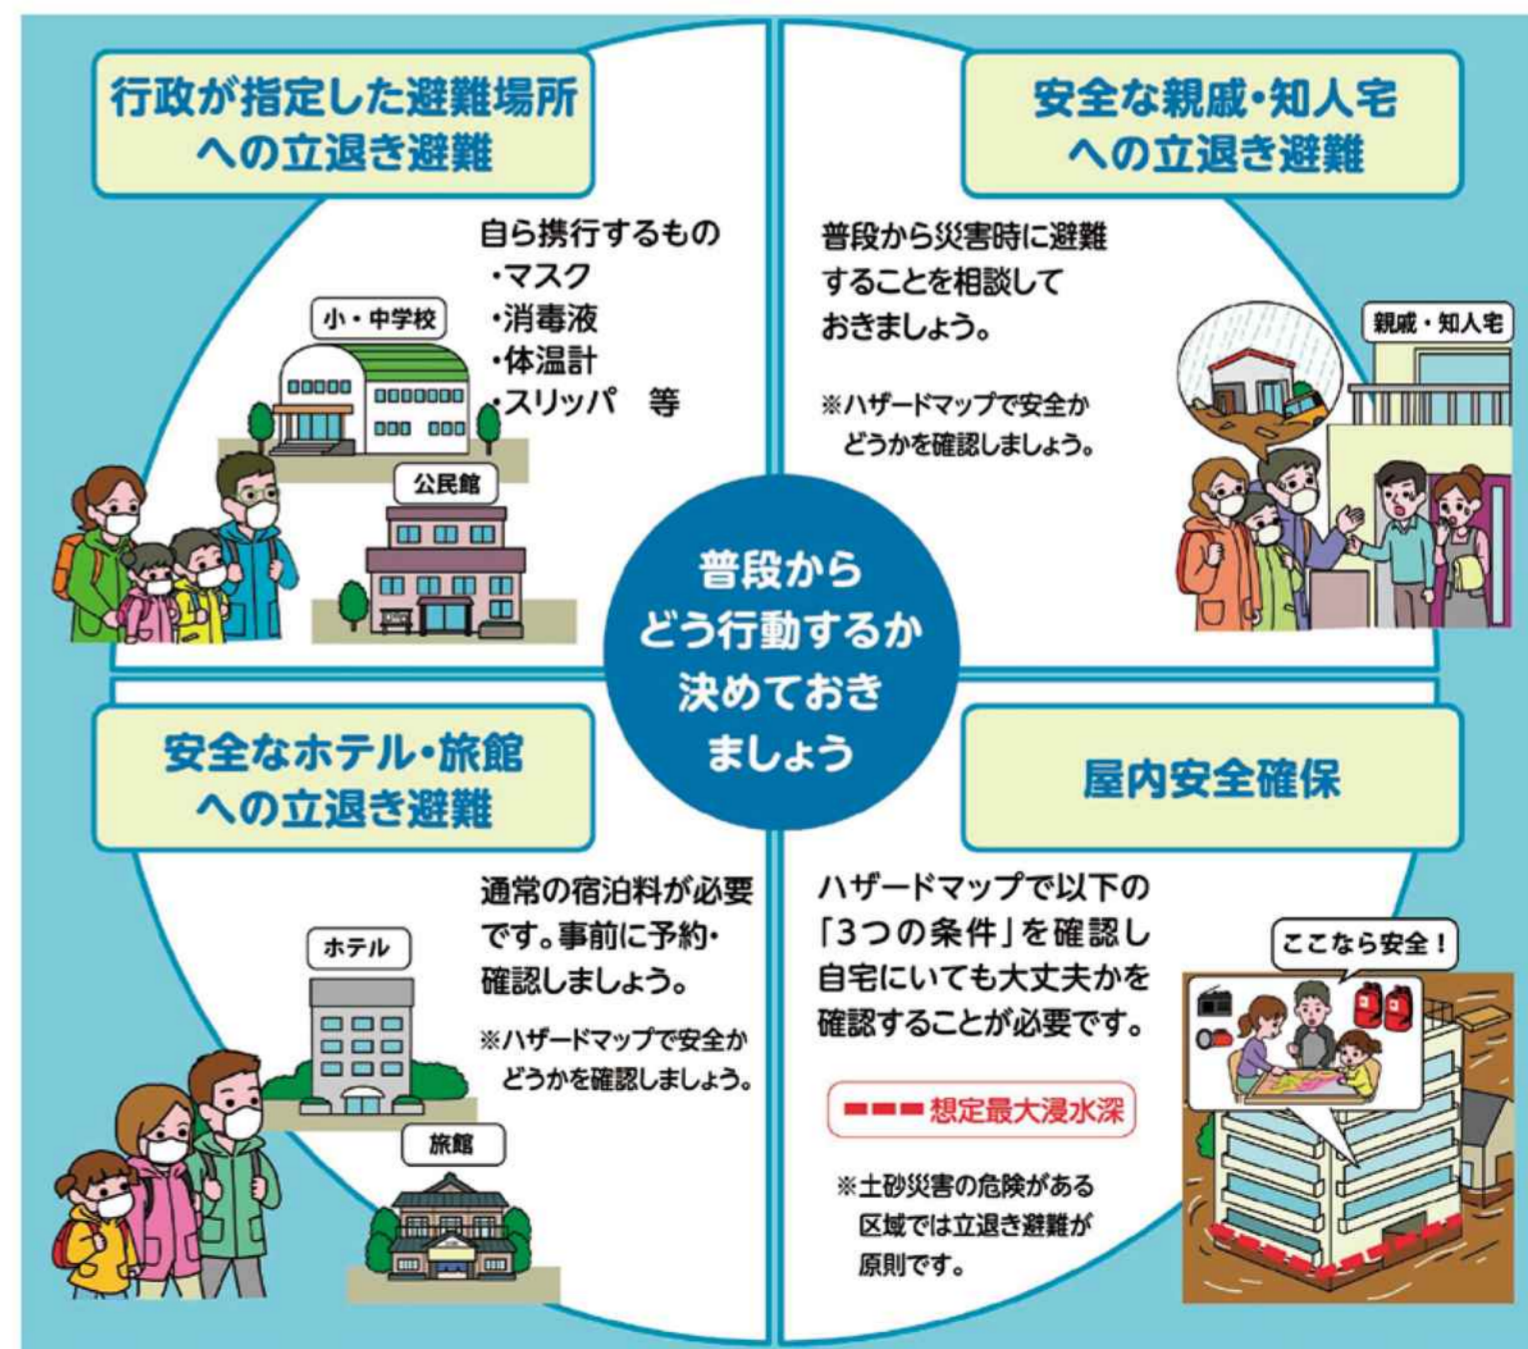 行政が指定した避難場所
への立退き避難
自ら携行するもの
・マスク
・消毒液
・体温計
・スリッパ　等
小・中学校
公民館
安全な親戚・知人宅
への立退き避難
普段から災害時に避難
することを相談して
おきましょう。
※ハザードマップで安全か
どうかを確認しましょう。
親戚・知人宅
普段から
どう行動するか
決めておき
ましょう
安全なホテル・旅館
への立退き避難
通常の宿泊料が必要
です。事前に予約・
確認しましょう。
※ハザードマップで安全か
どうかを確認しましょう。
ホテル
旅館
屋内安全確保
ハザードマップで以下の
「3つの条件」を確認し
自宅にいても大丈夫かを
確認することが必要です。
想定最大浸水深
※土砂災害の危険がある
区域では立退き避難が
原則です。
ここなら安全！